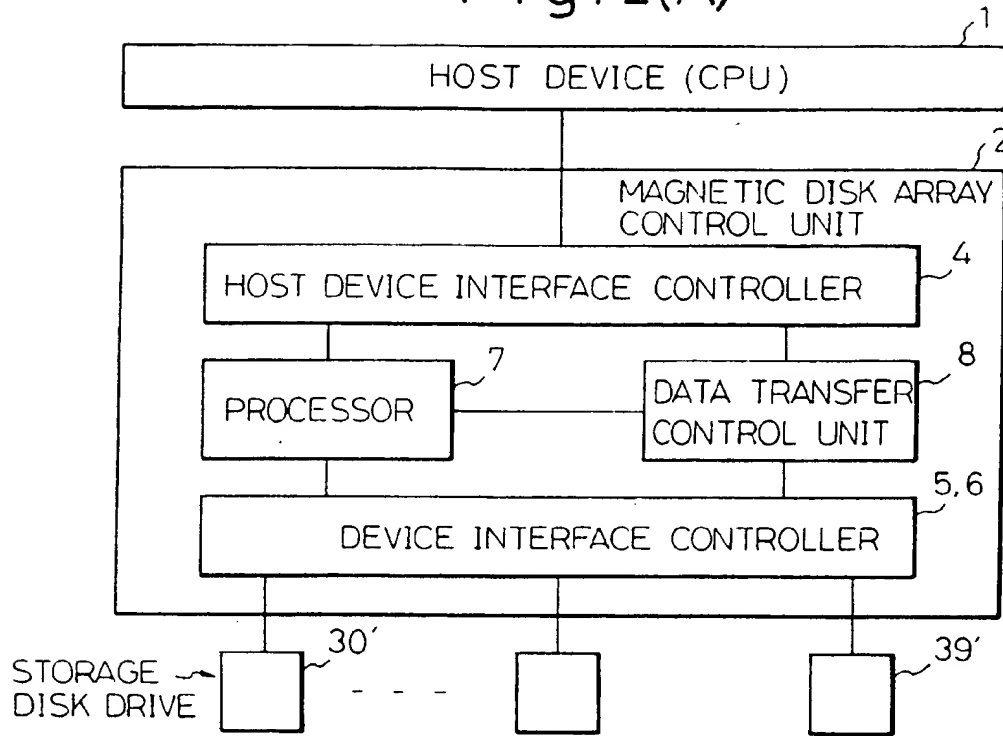 1
HOST DEVICE (CPU)
2
MAGNETIC DISK ARRAY
CONTROL UNIT
4
HOST DEVICE INTERFACE CONTROLLER
7
8
PROCESSOR
DATA TRANSFER
CONTROL UNIT
5,6
DEVICE INTERFACE CONTROLLER
30'
39'
STORAGE
DISK DRIVE